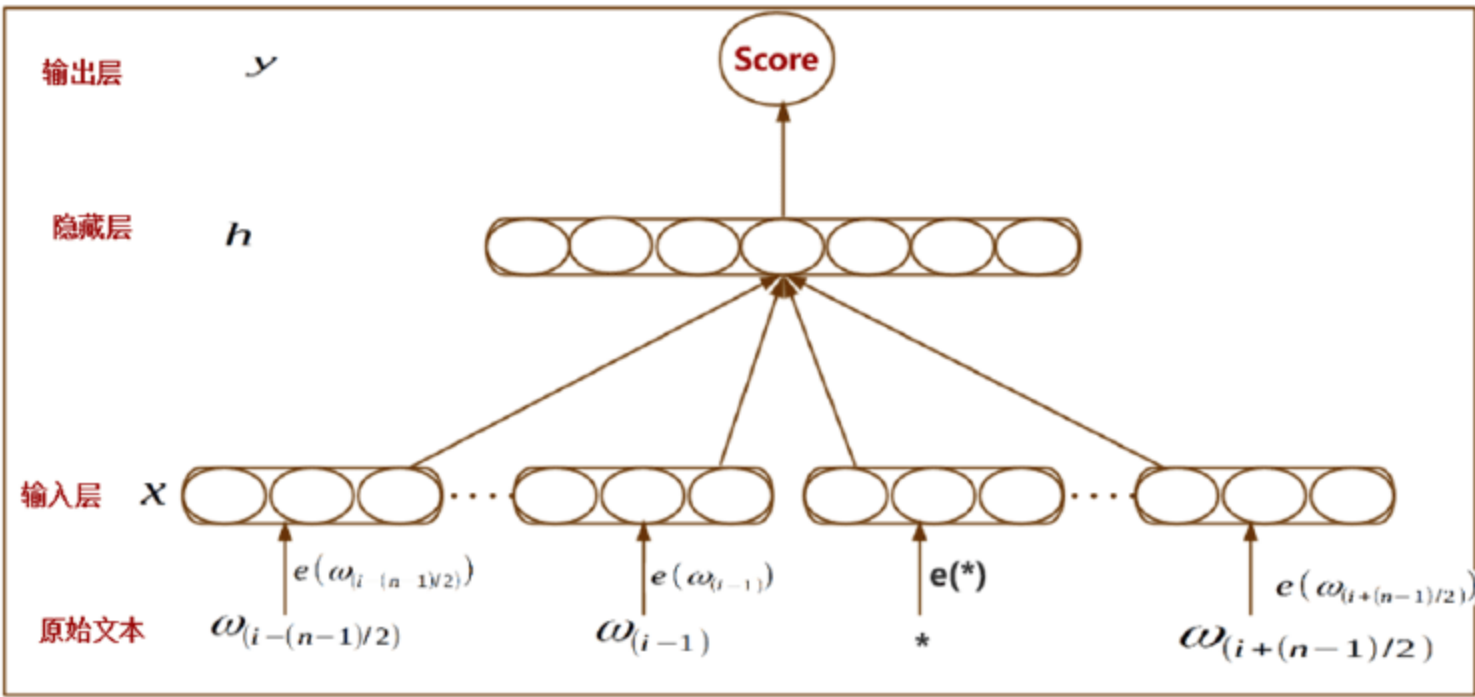 输出层 y Score
隐藏层 h
输入层 x
e(ω(i-(n-1)/2)) e(ω(i-1)) e(*) e(ω(i+(n-1)/2))
原始文本 ω(i-(n-1)/2) ω(i-1) * ω(i+(n-1)/2)